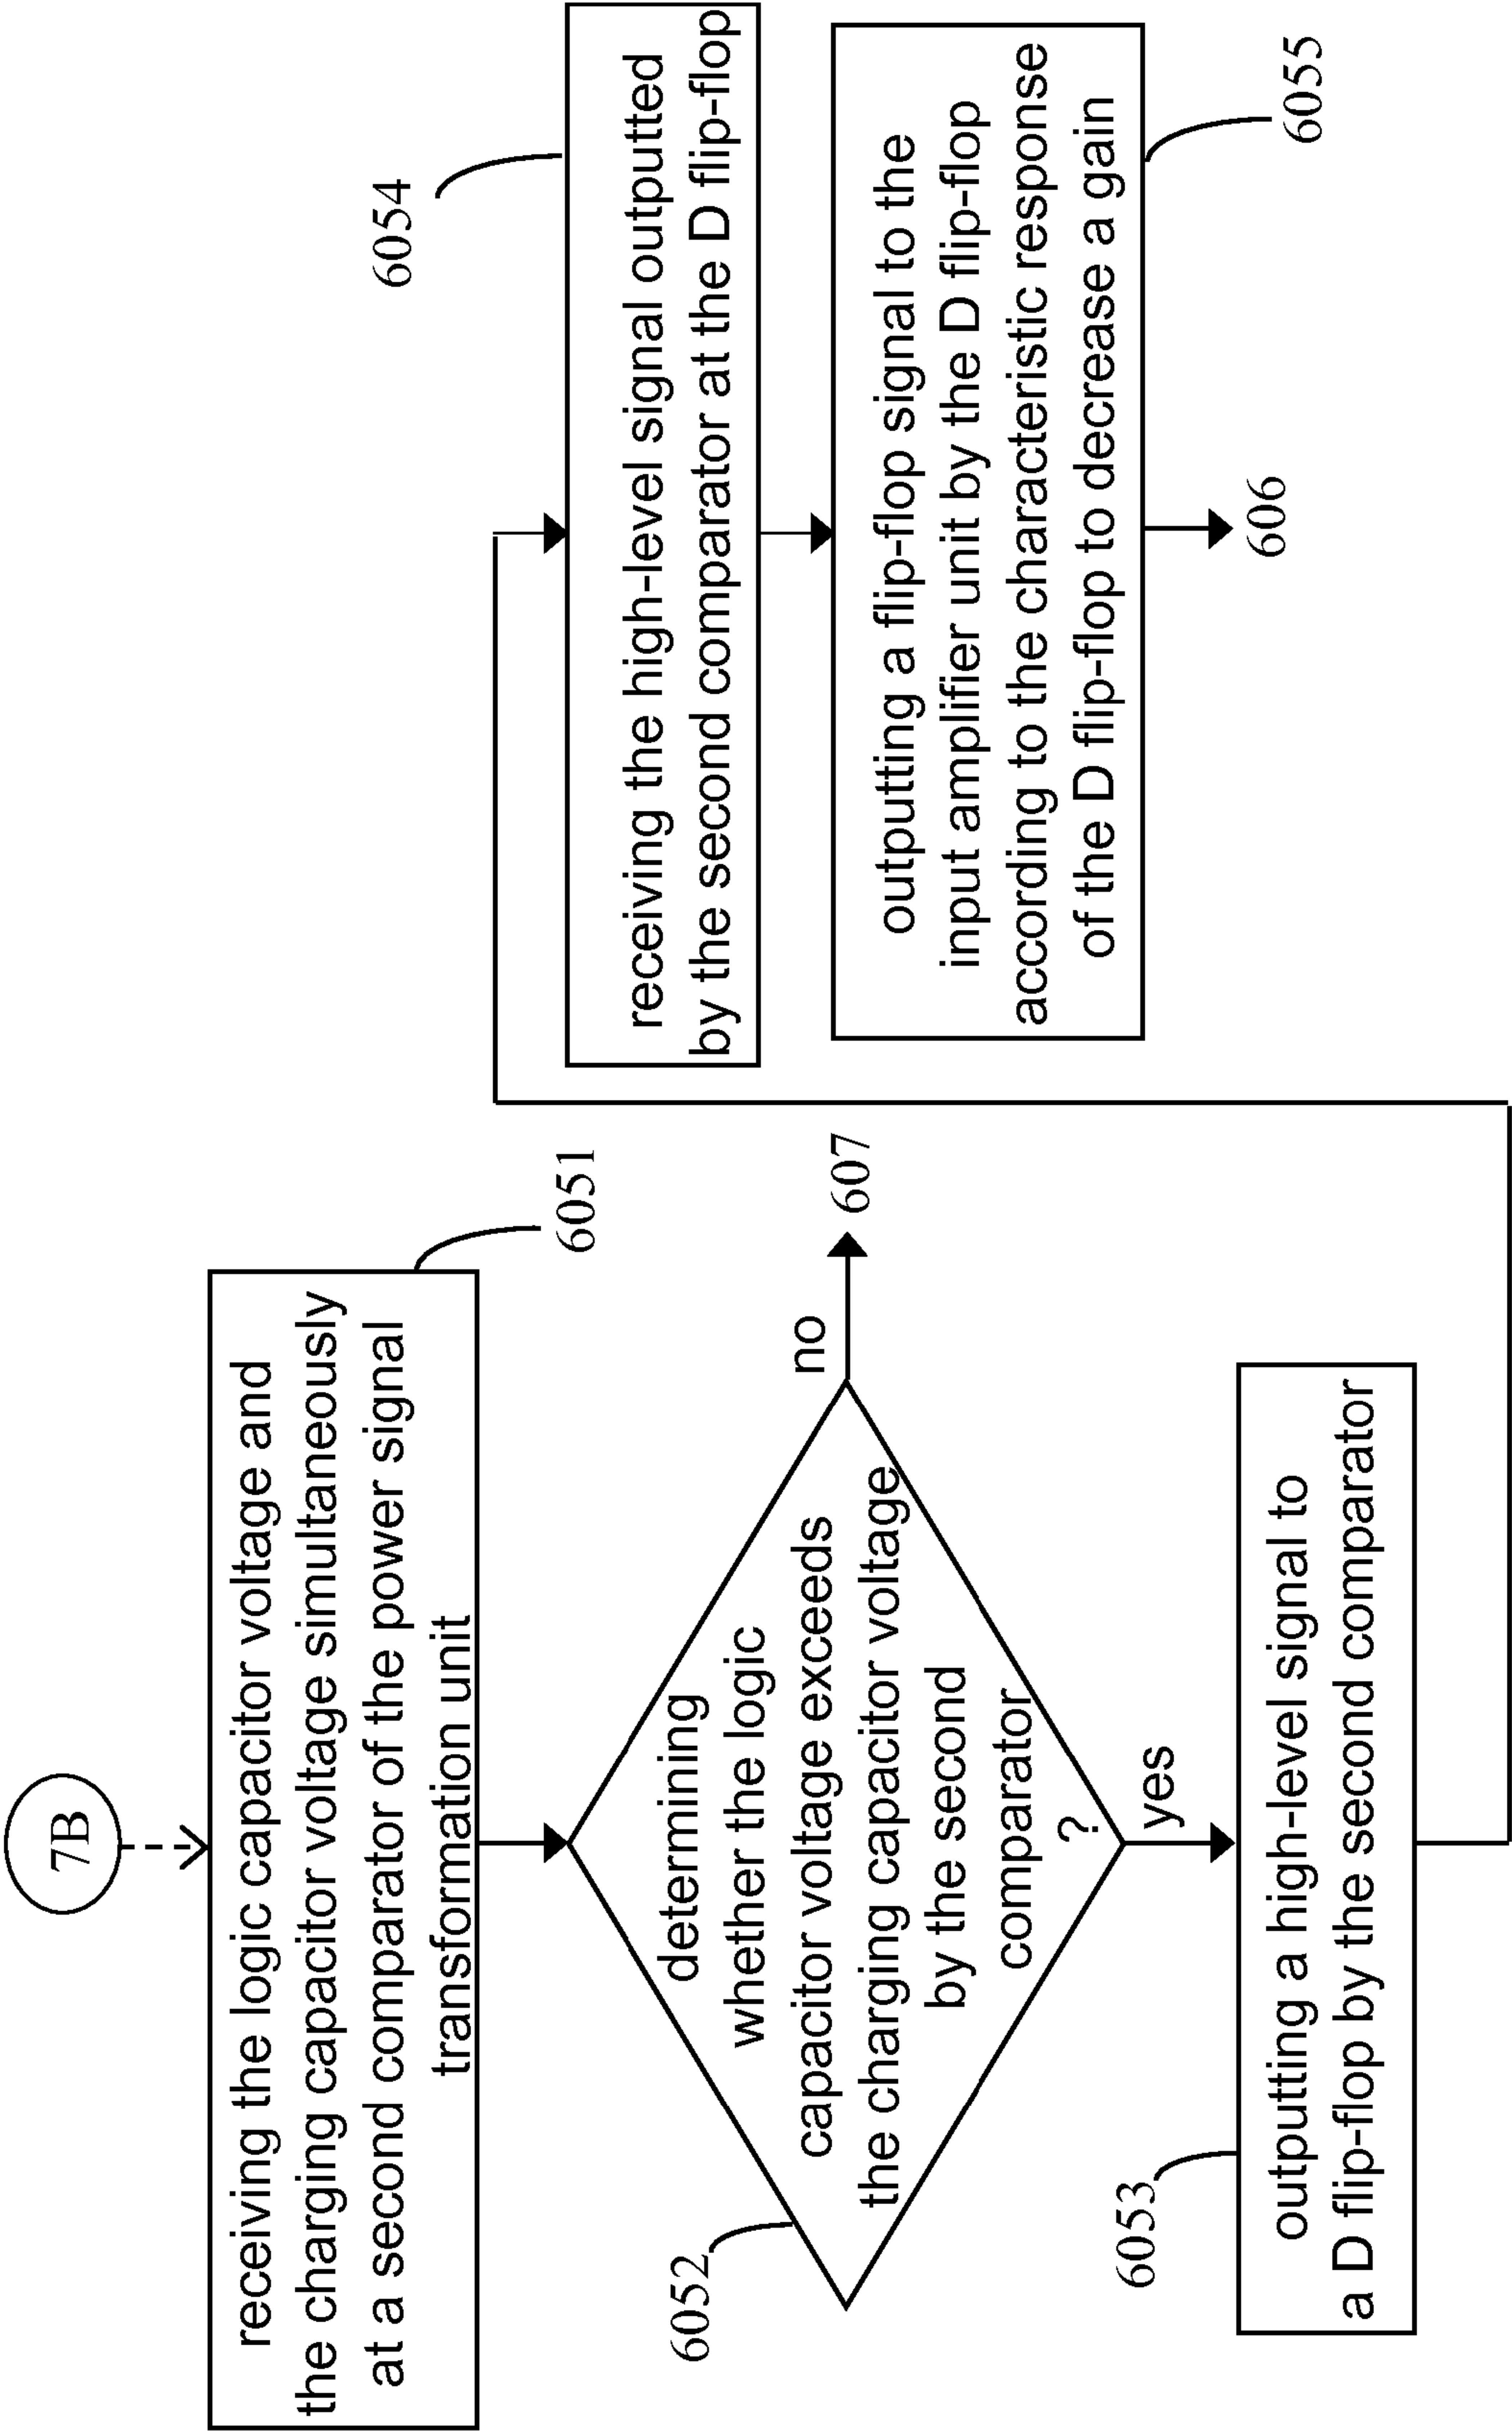 7B
receiving the logic capacitor voltage and
the charging capacitor voltage simultaneously
at a second comparator of the power signal
transformation unit
6051
determining
whether the logic
capacitor voltage exceeds
the charging capacitor voltage
by the second
comparator
?
6052
no
607
yes
outputting a high-level signal to
a D flip-flop by the second comparator
6053
receiving the high-level signal outputted
by the second comparator at the D flip-flop
6054
outputting a flip-flop signal to the
input amplifier unit by the D flip-flop
according to the characteristic response
of the D flip-flop to decrease a gain
6055
606